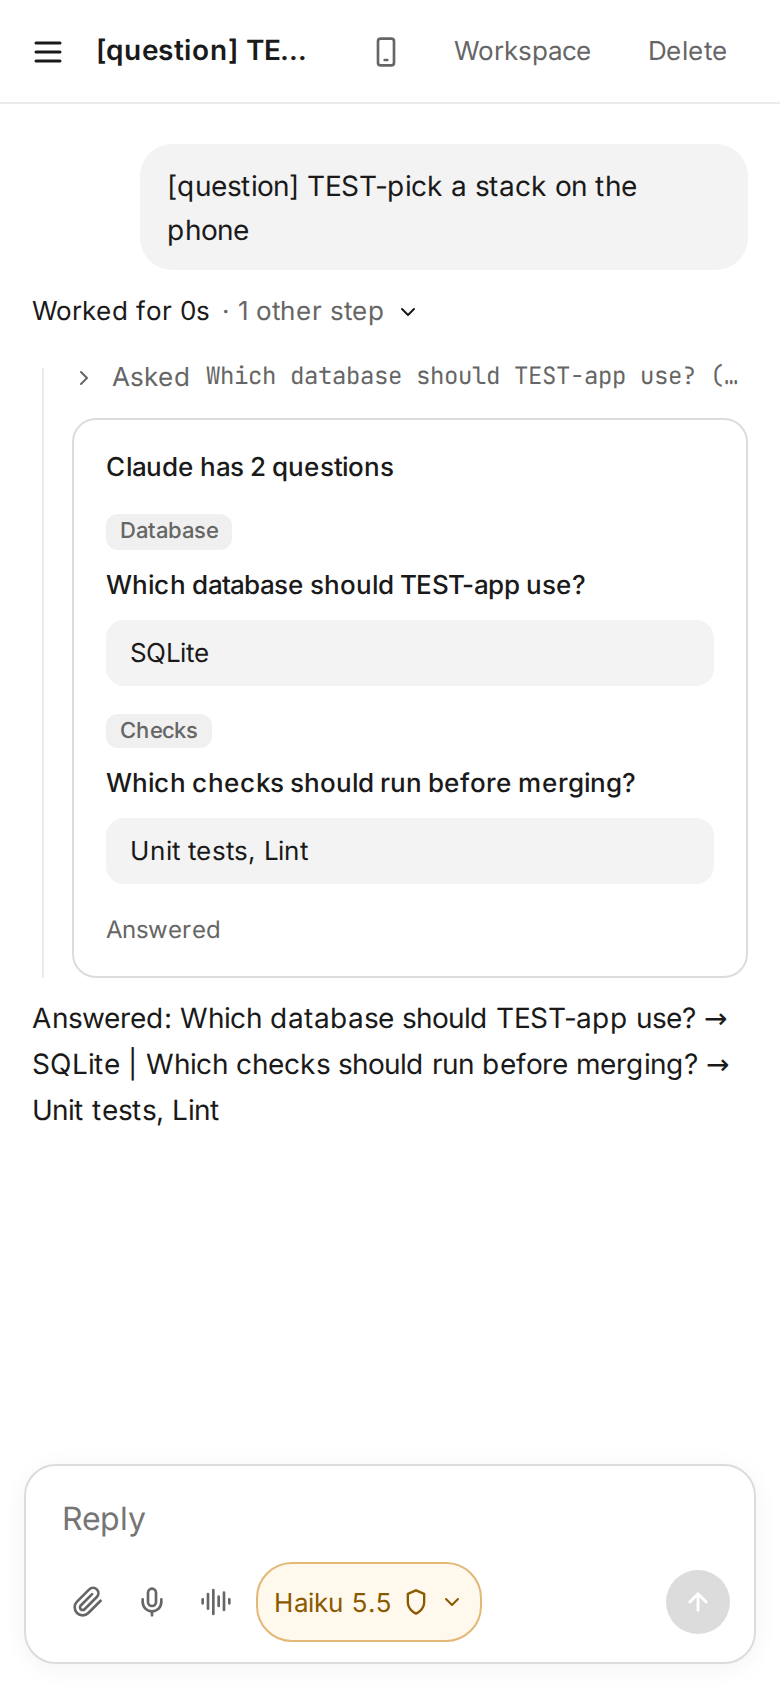 [question] TE...
Workspace
Delete
[question] TEST-pick a stack on the
phone
Worked for 0s · 1 other step
Asked Which database should TEST-app use? (…
Claude has 2 questions
Database
Which database should TEST-app use?
SQLite
Checks
Which checks should run before merging?
Unit tests, Lint
Answered
Answered: Which database should TEST-app use? →
SQLite | Which checks should run before merging? →
Unit tests, Lint
Reply
Haiku 5.5